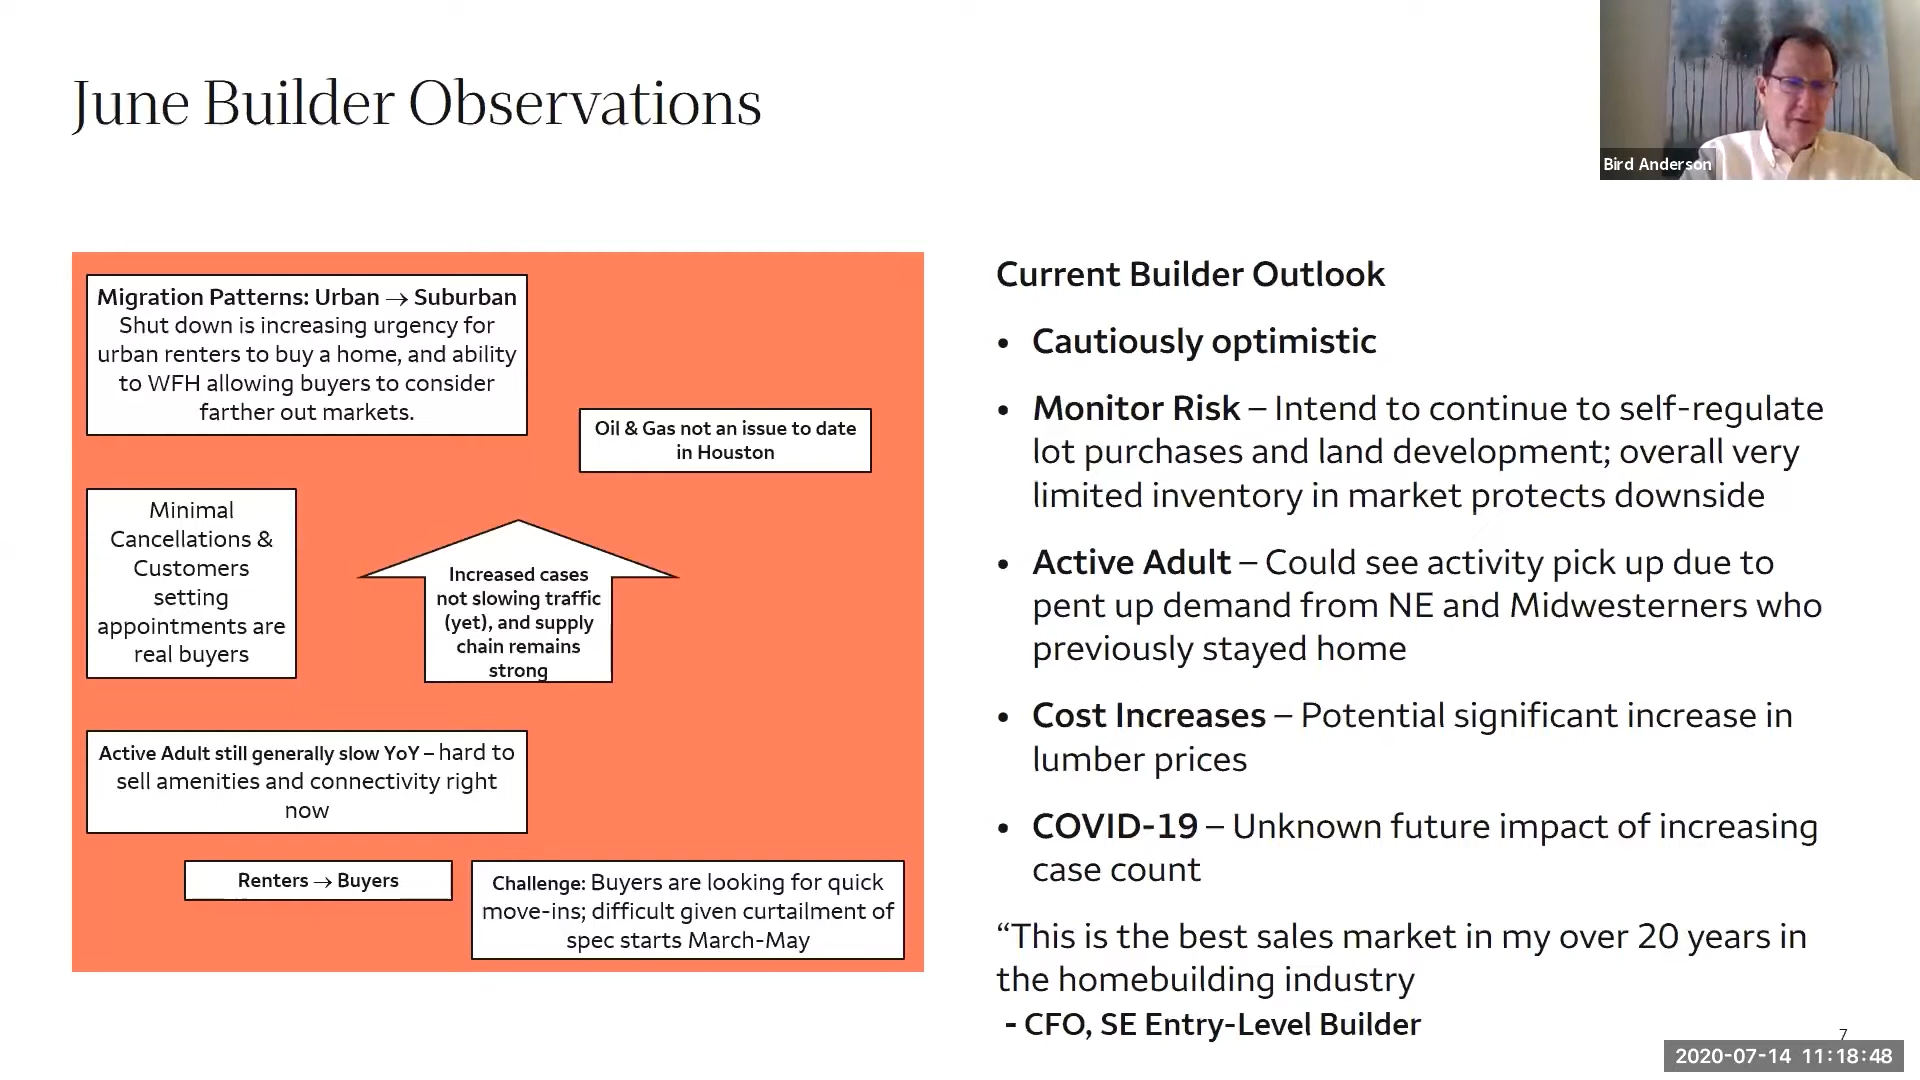 June Builder Observations
Bird Anderson
Migration Patterns: Urban → Suburban
Shut down is increasing urgency for
urban renters to buy a home, and ability
to WFH allowing buyers to consider
farther out markets.
Oil & Gas not an issue to date
in Houston
Minimal
Cancellations &
Customers
setting
appointments are
real buyers
Increased cases
not slowing traffic
(yet), and supply
chain remains
strong
Active Adult still generally slow YoY – hard to
sell amenities and connectivity right
now
Renters → Buyers
Challenge: Buyers are looking for quick
move-ins; difficult given curtailment of
spec starts March-May
Current Builder Outlook
• Cautiously optimistic
• Monitor Risk – Intend to continue to self-regulate
lot purchases and land development; overall very
limited inventory in market protects downside
• Active Adult – Could see activity pick up due to
pent up demand from NE and Midwesterners who
previously stayed home
• Cost Increases – Potential significant increase in
lumber prices
• COVID-19 – Unknown future impact of increasing
case count
“This is the best sales market in my over 20 years in
the homebuilding industry
- CFO, SE Entry-Level Builder
7
2020-07-14 11:18:48